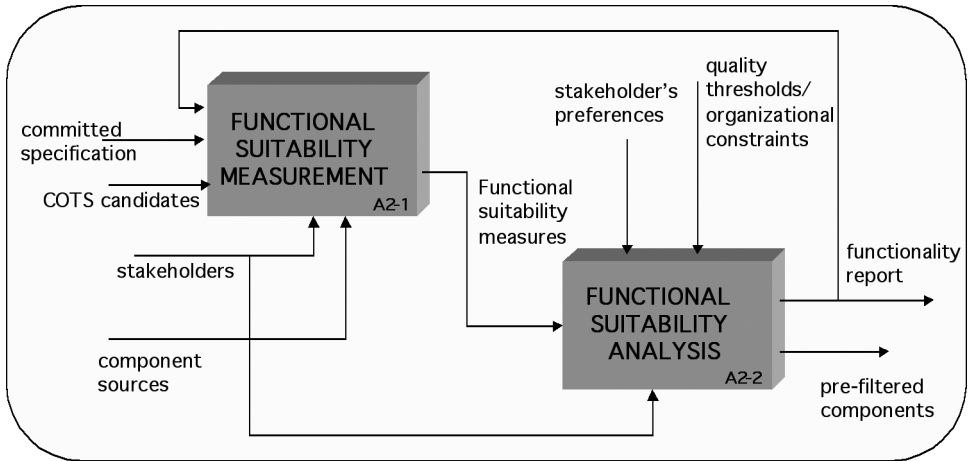 committed
specification
COTS candidates
FUNCTIONAL
SUITABILITY
MEASUREMENT
A2-1
stakeholders
component
sources
Functional
suitability
measures
stakeholder's
preferences
quality
thresholds/
organizational
constraints
FUNCTIONAL
SUITABILITY
ANALYSIS
A2-2
functionality
report
pre-filtered
components